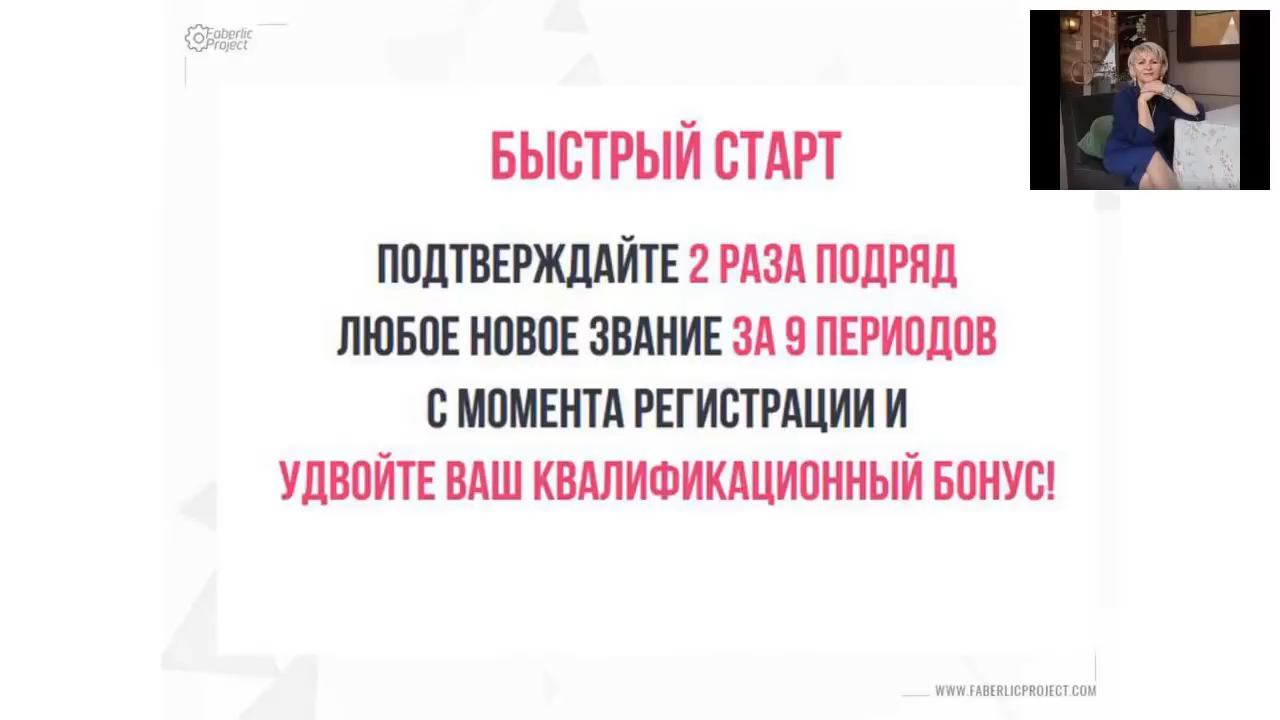 Faberlic
Project
БЫСТРЫЙ СТАРТ
ПОДТВЕРЖДАЙТЕ 2 РАЗА ПОДРЯД
ЛЮБОЕ НОВОЕ ЗВАНИЕ ЗА 9 ПЕРИОДОВ
С МОМЕНТА РЕГИСТРАЦИИ И
УДВОЙТЕ ВАШ КВАЛИФИКАЦИОННЫЙ БОНУС!
WWW.FABERLICPROJECT.COM